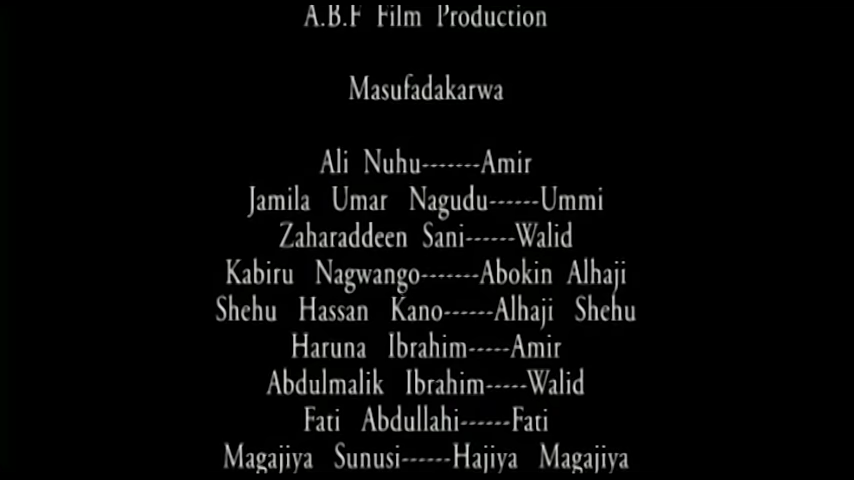 A.B.F Film Production
Masufadakarwa
Ali Nuhu-------Amir
Jamila Umar Nagudu------Ummi
Zaharaddeen Sani------Walid
Kabiru Nagwango-------Abokin Alhaji
Shehu Hassan Kano------Alhaji Shehu
Haruna Ibrahim-----Amir
Abdulmalik Ibrahim-----Walid
Fati Abdullahi------Fati
Magajiya Sunusi------Hajiya Magajiya